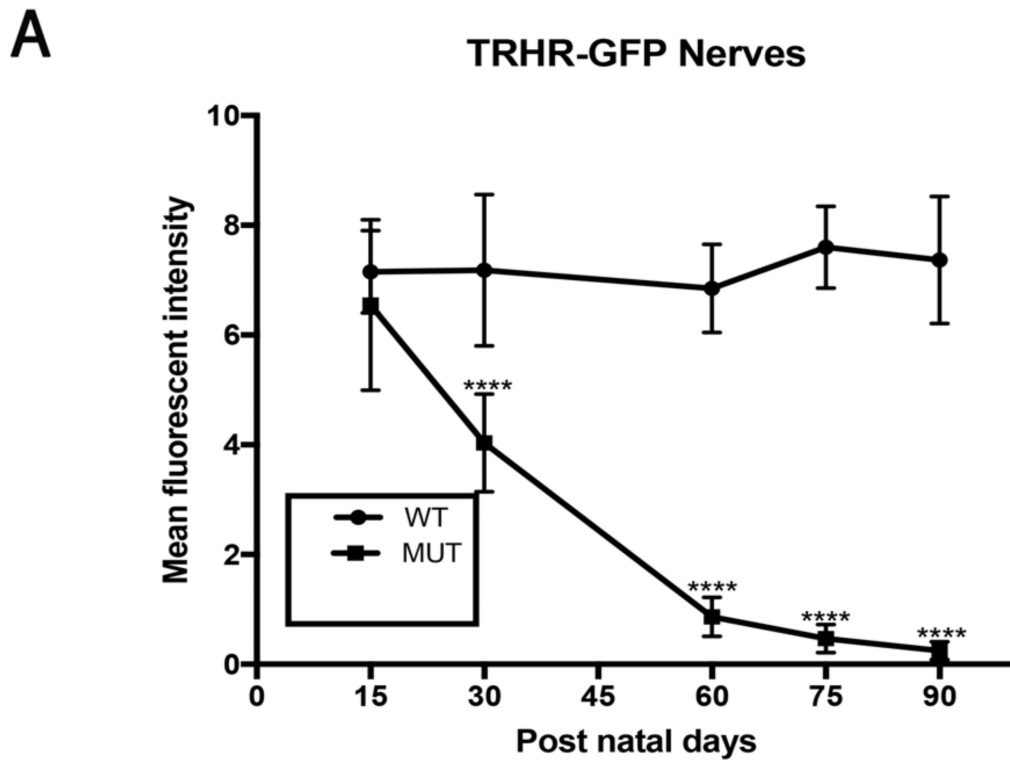 A
TRHR-GFP Nerves
Mean fluorescent intensity
10
8
6
4
2
0
****
****
****
****
WT
MUT
0 15 30 45 60 75 90
Post natal days